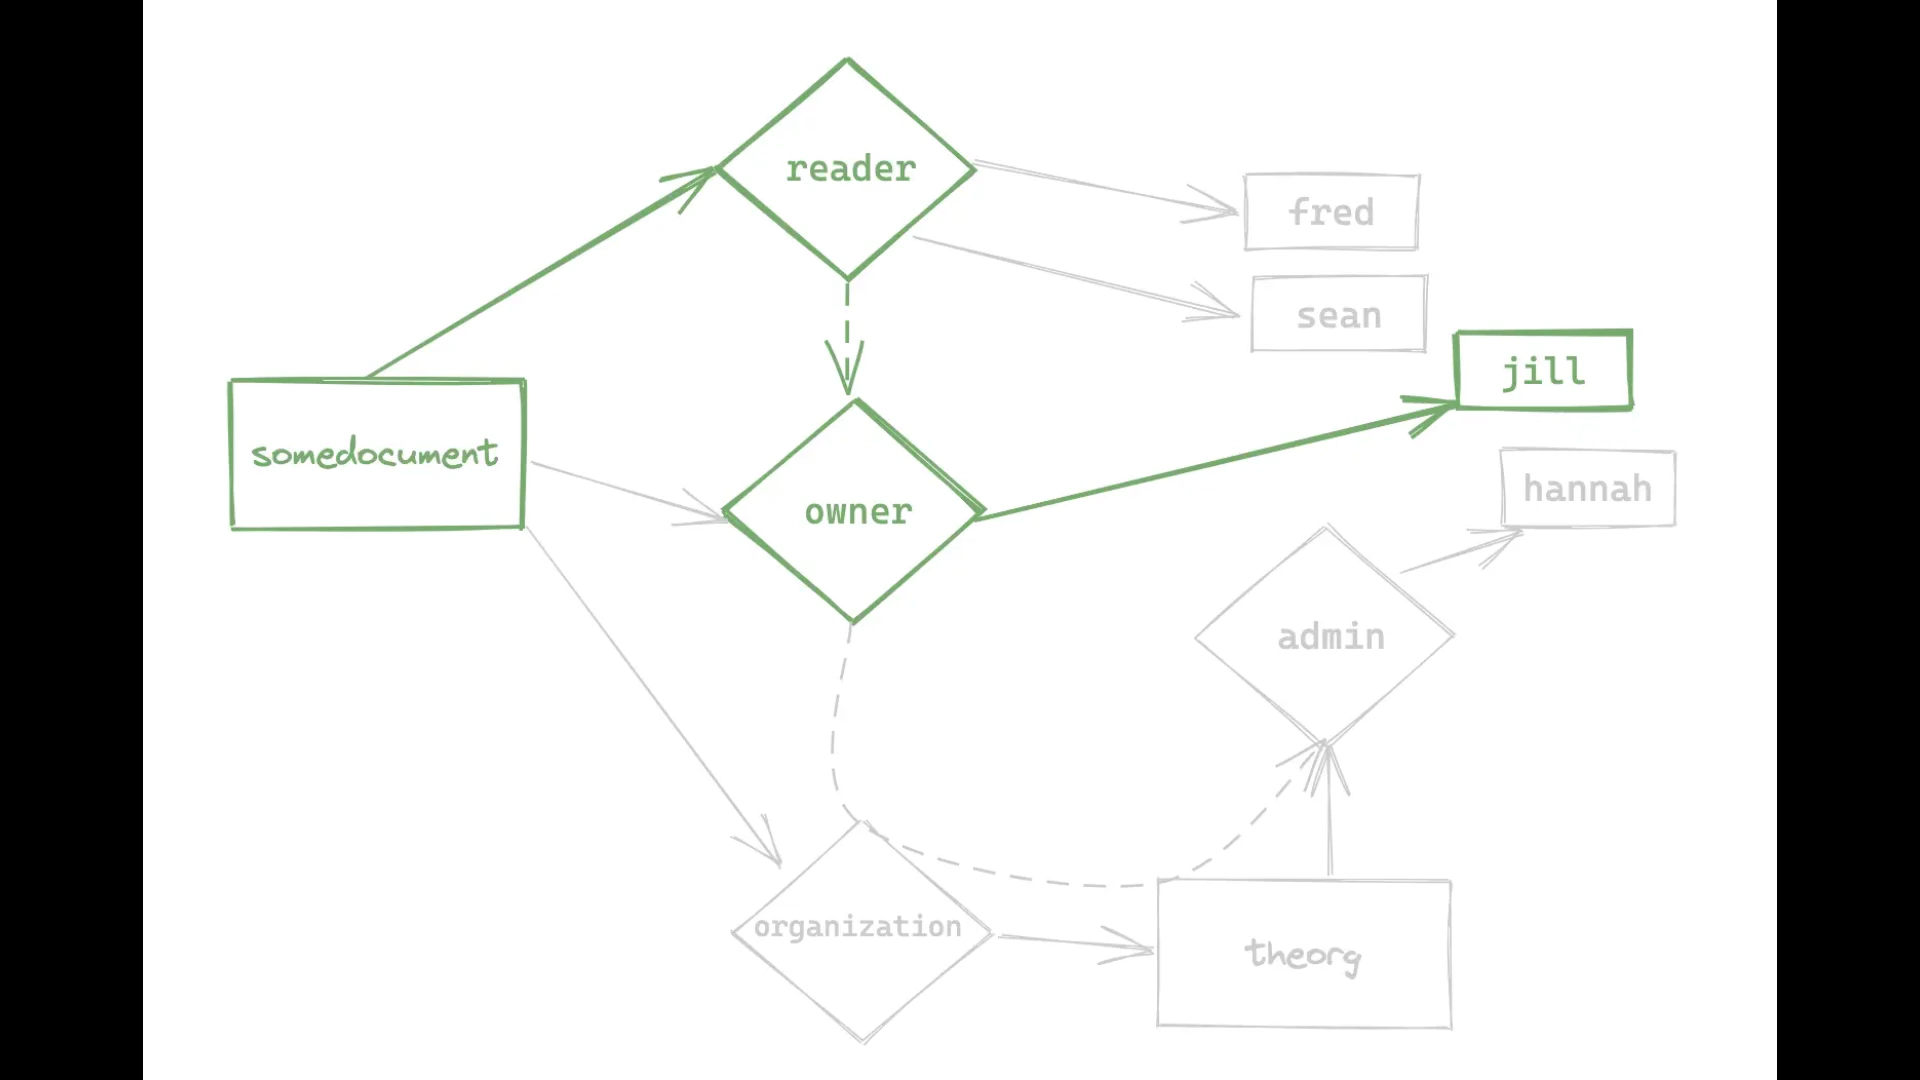 reader
fred
sean
jill
somedocument
hannah
owner
admin
organization
theorg